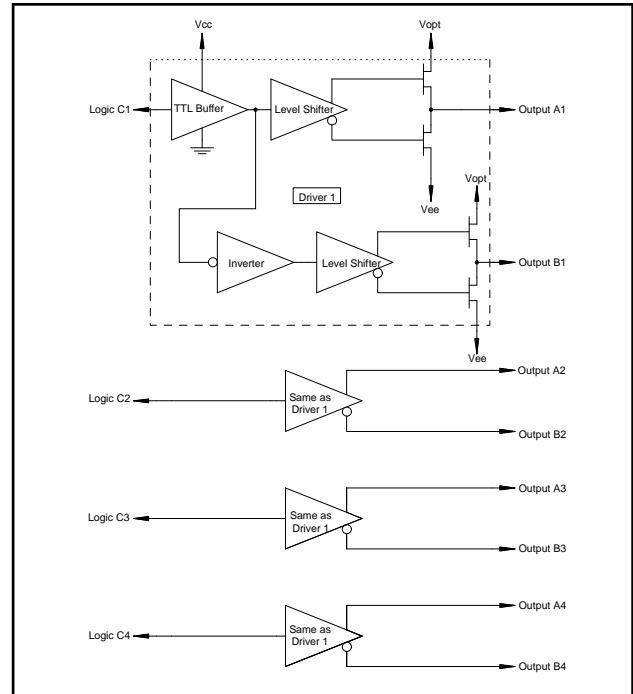 Vcc
Vopt
Logic C1
TTL Buffer
Level Shifter
Output A1
Driver 1
Vee
Vopt
Inverter
Level Shifter
Output B1
Vee
Output A2
Logic C2
Same as
Driver 1
Output B2
Output A3
Logic C3
Same as
Driver 1
Output B3
Output A4
Logic C4
Same as
Driver 1
Output B4